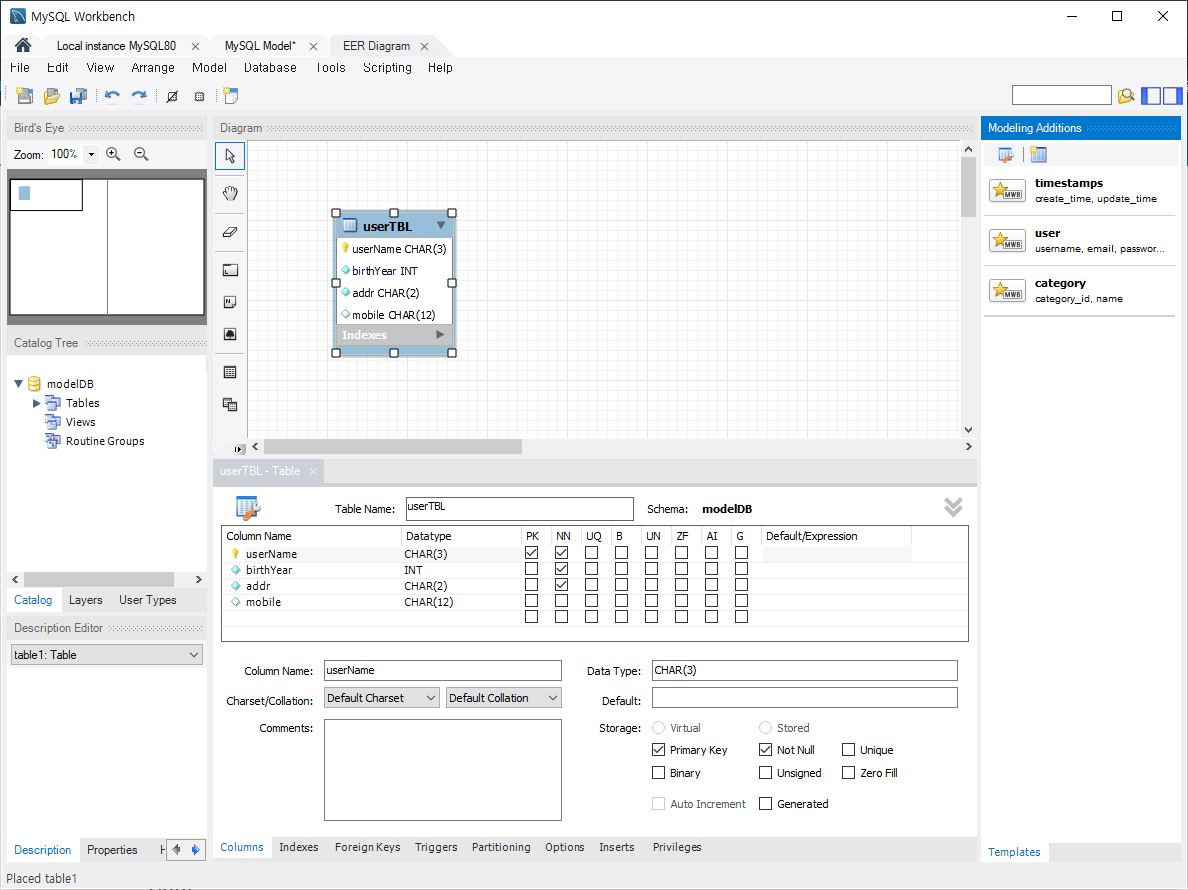 MySQL Workbench
Local instance MySQL80
MySQL Model*
EER Diagram
File Edit View Arrange Model Database Tools Scripting Help
Bird's Eye
Zoom: 100%
Catalog Tree
modelDB
Tables
Views
Routine Groups
Catalog Layers User Types
Description Editor
table1: Table
Description Properties H
Diagram
userTBL
userName CHAR(3)
birthYear INT
addr CHAR(2)
mobile CHAR(12)
Indexes
Modeling Additions
MWB
timestamps
create_time, update_time
MWB
user
username, email, passwor...
MWB
category
category_id, name
Templates
userTBL - Table
Table Name: userTBL Schema: modelDB
Column Name Datatype PK NN UQ B UN ZF AI G Default/Expression
userName CHAR(3)
birthYear INT
addr CHAR(2)
mobile CHAR(12)
Column Name: userName Data Type: CHAR(3)
Charset/Collation: Default Charset Default Collation Default:
Comments: Storage: Virtual Stored
Primary Key Not Null Unique
Binary Unsigned Zero Fill
Auto Increment Generated
Columns Indexes Foreign Keys Triggers Partitioning Options Inserts Privileges
Placed table1